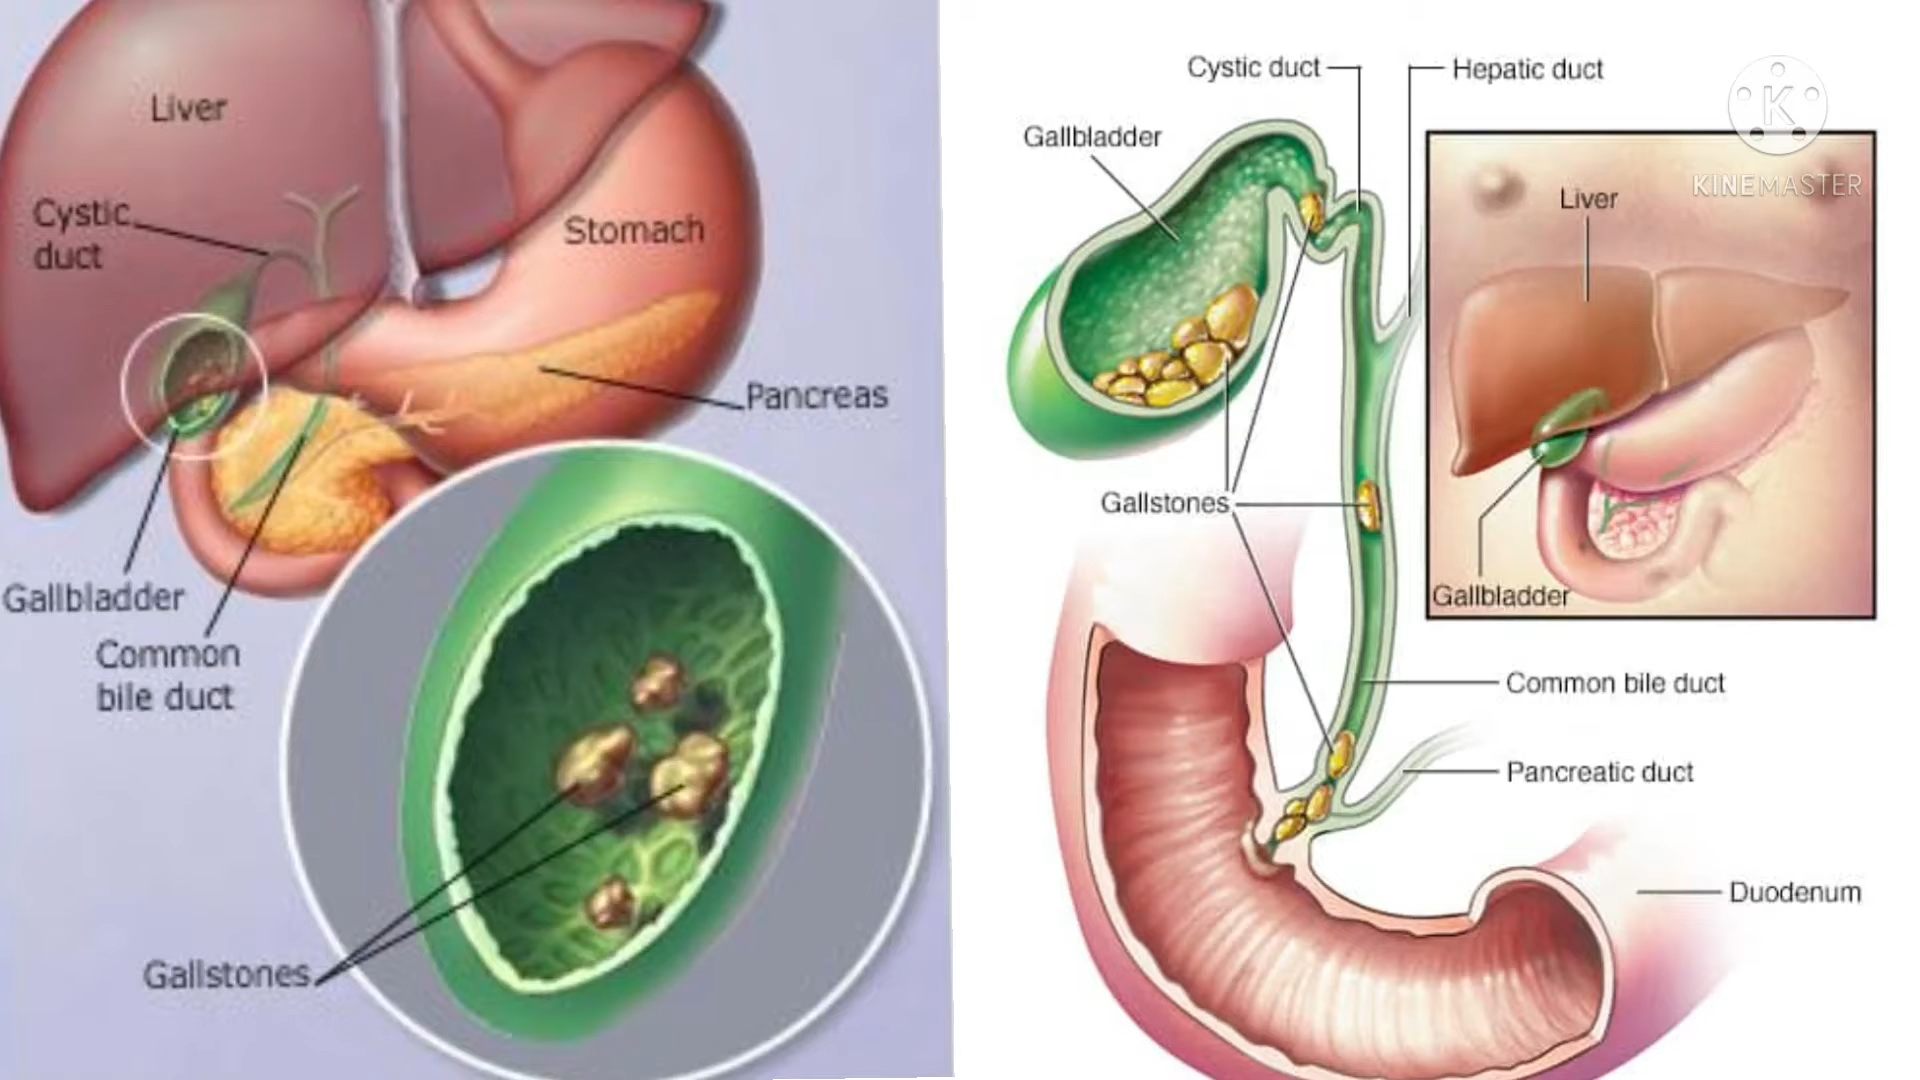 Liver
Cystic
duct
Stomach
Pancreas
Gallbladder
Common
bile duct
Gallstones
Cystic duct
Hepatic duct
Gallbladder
K
KINEMASTER
Liver
Gallstones
Gallbladder
Common bile duct
Pancreatic duct
Duodenum